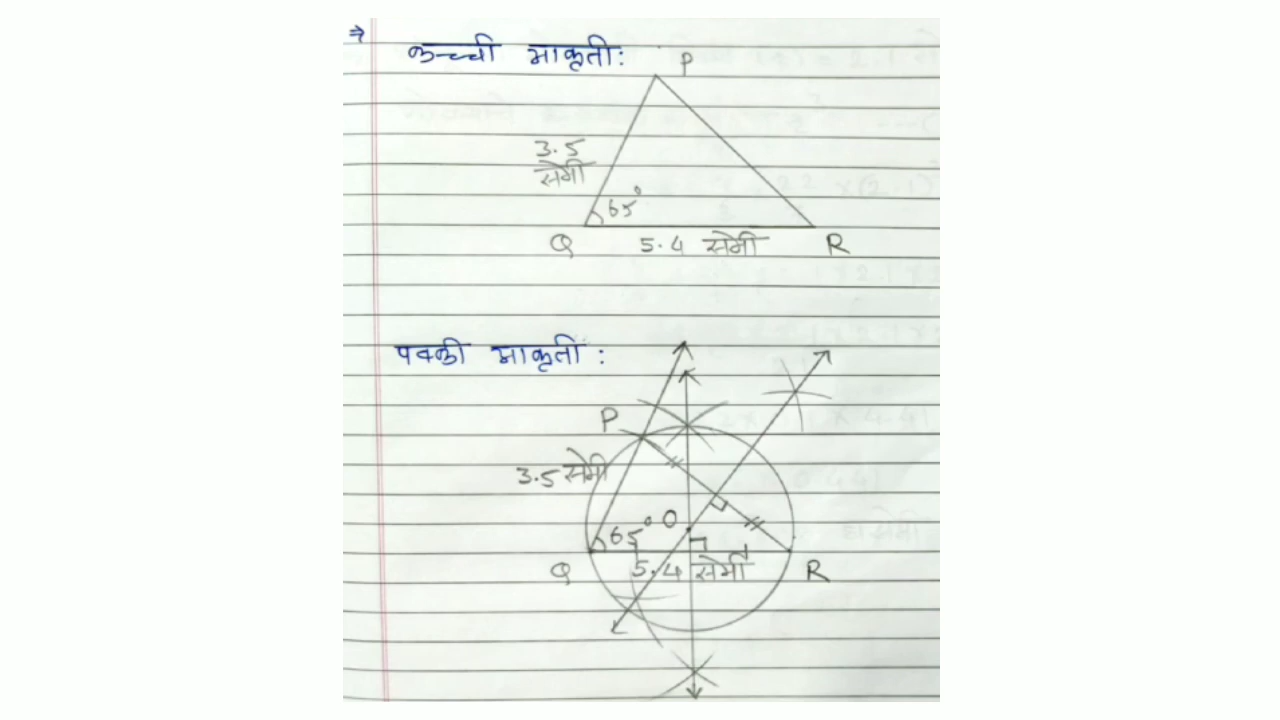 ⇒ कच्ची आकृती:
P
3.5
सेमी
65°
Q 5.4 सेमी R
पक्की आकृती:
P
3.5 सेमी
65° O
Q 5.4 सेमी R